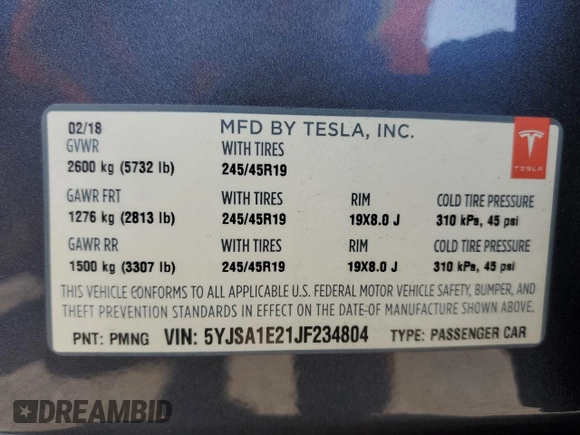 02/18 MFD BY TESLA, INC.
GVWR WITH TIRES
2600 kg (5732 lb) 245/45R19
TESLA
GAWR FRT WITH TIRES RIM COLD TIRE PRESSURE
1276 kg (2813 lb) 245/45R19 19X8.0 J 310 kPa, 45 psi
GAWR RR WITH TIRES RIM COLD TIRE PRESSURE
1500 kg (3307 lb) 245/45R19 19X8.0 J 310 kPa, 45 psi
THIS VEHICLE CONFORMS TO ALL APPLICABLE U.S. FEDERAL MOTOR VEHICLE SAFETY, BUMPER, AND
THEFT PREVENTION STANDARDS IN EFFECT ON THE DATE OF MANUFACTURE SHOWN ABOVE.
PNT: PMNG VIN: 5YJSA1E21JF234804 TYPE: PASSENGER CAR
DREAMBID